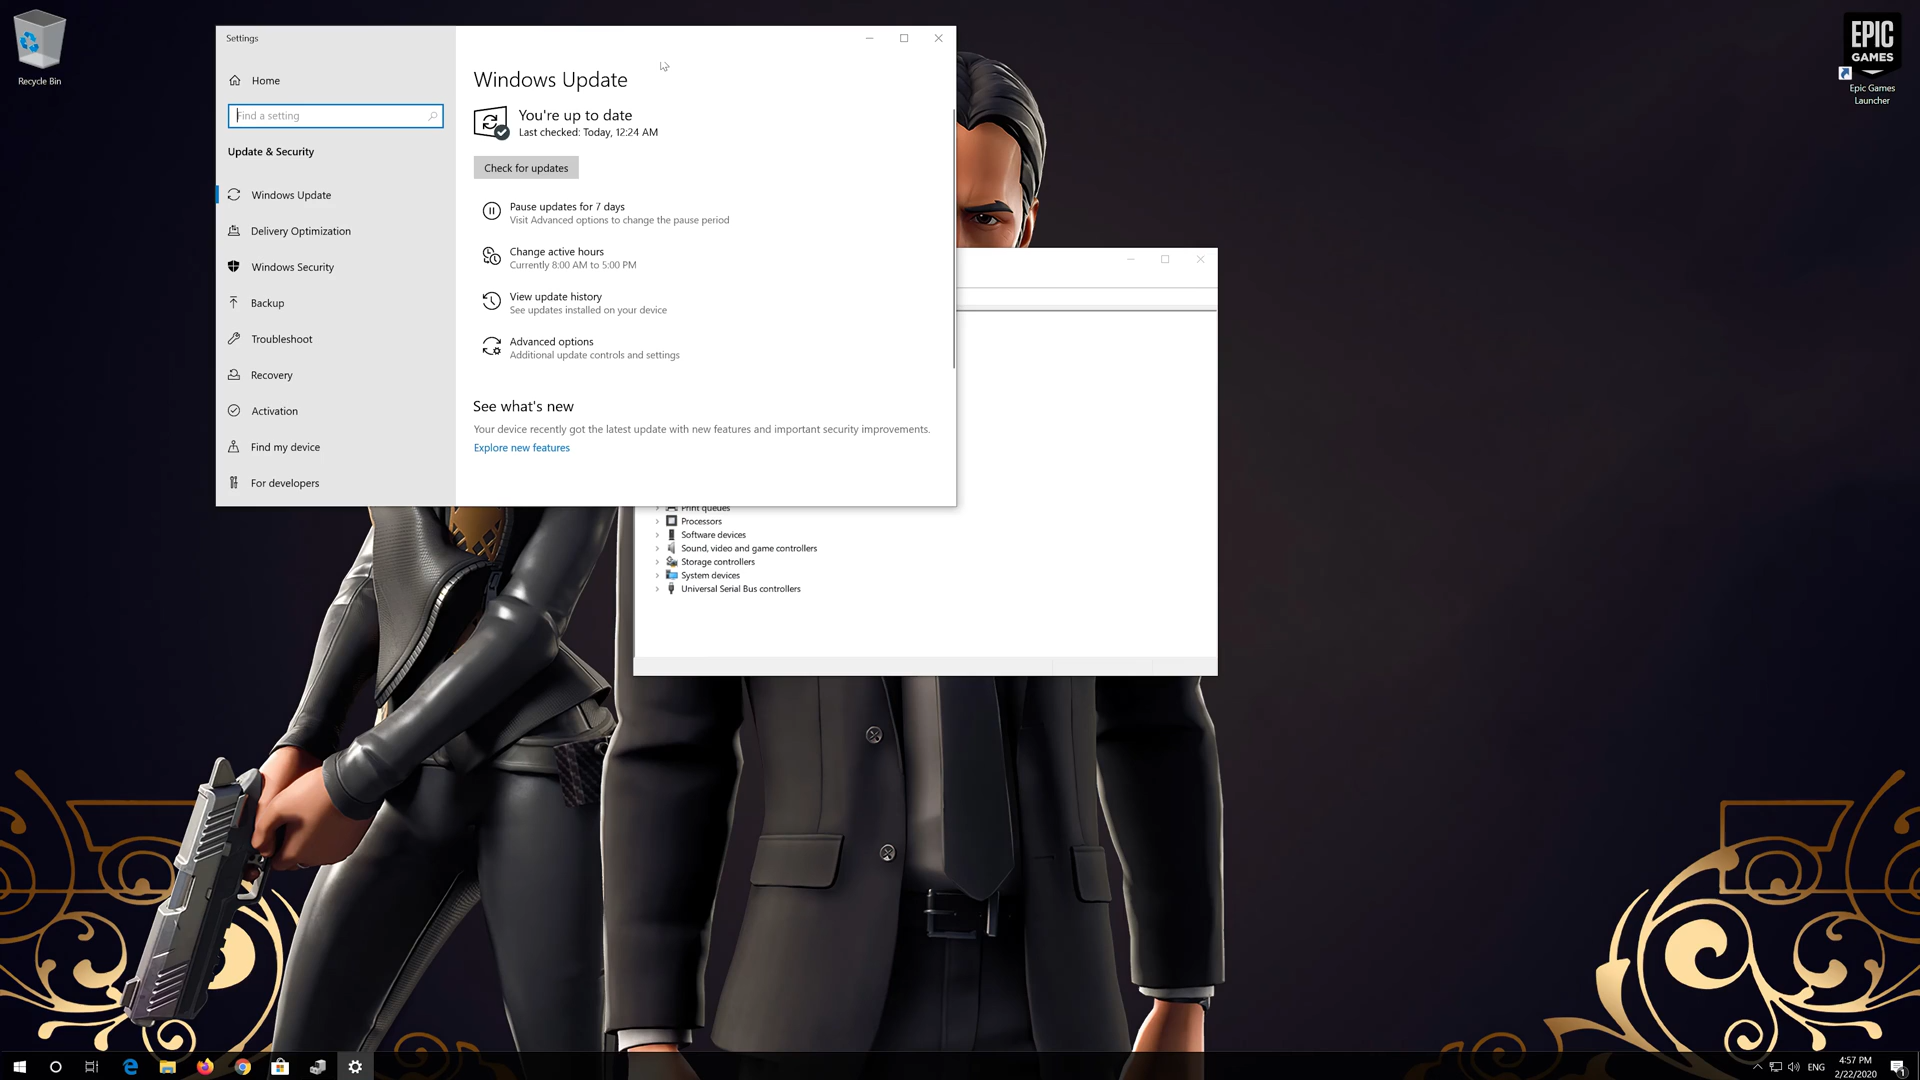 Recycle Bin
EPIC
GAMES
Epic Games
Launcher
Settings
Home
Find a setting
Update & Security
Windows Update
Delivery Optimization
Windows Security
Backup
Troubleshoot
Recovery
Activation
Find my device
For developers
Windows Update
You're up to date
Last checked: Today, 12:24 AM
Check for updates
Pause updates for 7 days
Visit Advanced options to change the pause period
Change active hours
Currently 8:00 AM to 5:00 PM
View update history
See updates installed on your device
Advanced options
Additional update controls and settings
See what's new
Your device recently got the latest update with new features and important security improvements.
Explore new features
Print queues
Processors
Software devices
Sound, video and game controllers
Storage controllers
System devices
Universal Serial Bus controllers
ENG
4:57 PM
2/22/2020
1